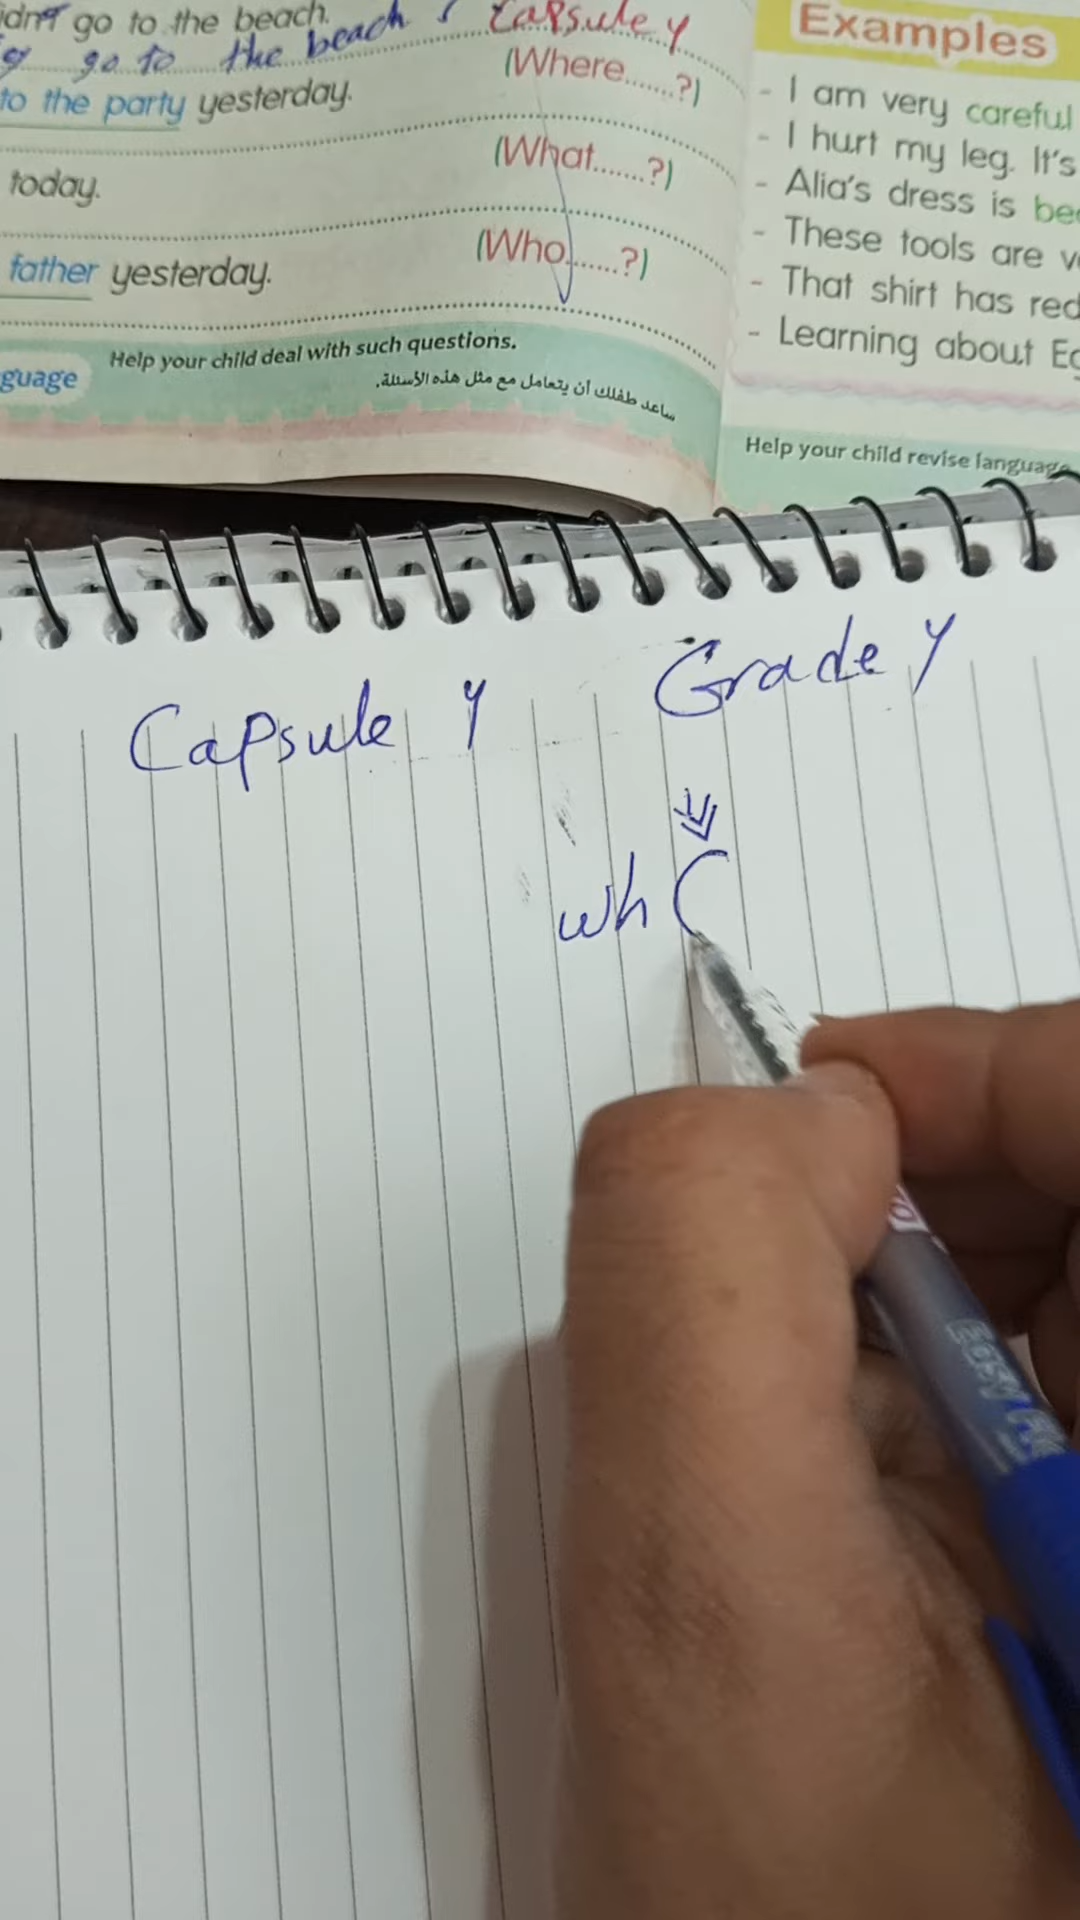 go to the beach.
go to the beach Capsule y
(Where......?)
to the party yesterday.
(What......?)
today.
(Who......?)
father yesterday.
Help your child deal with such questions.
guage
ساعد طفلك أن يتعامل مع مثل هذه الأسئلة.
Examples
- I am very careful
- I hurt my leg. It's
- Alia's dress is be
- These tools are v
- That shirt has red
- Learning about Eg
Help your child revise language
Grade y
Capsule y
wh (